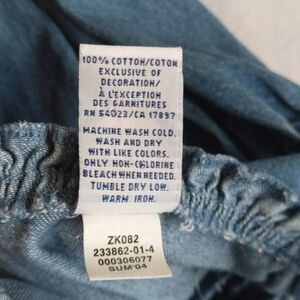 100% COTTON/COTON
EXCLUSIVE OF
DECORATION/
À L'EXCEPTION
DES GARNITURES
RN 54023/CA 17897
MACHINE WASH COLD.
WASH AND DRY
WITH LIKE COLORS.
ONLY NON-CHLORINE
BLEACH WHEN NEEDED.
TUMBLE DRY LOW.
WARM IRON.
ZK082
233862-01-4
000306077
SUM'04